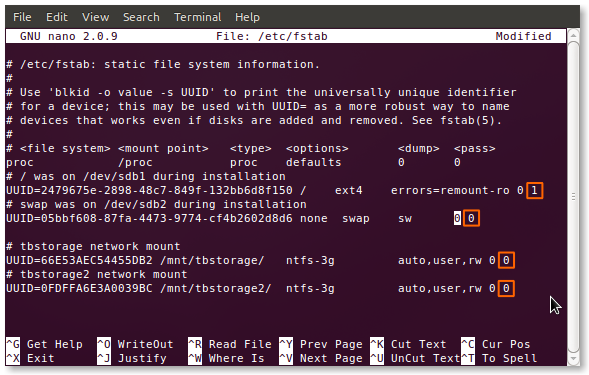 File Edit View Search Terminal Help
GNU nano 2.0.9 File: /etc/fstab Modified
# /etc/fstab: static file system information.
#
# Use 'blkid -o value -s UUID' to print the universally unique identifier
# for a device; this may be used with UUID= as a more robust way to name
# devices that works even if disks are added and removed. See fstab(5).
#
# <file system> <mount point> <type> <options> <dump> <pass>
proc /proc proc defaults 0 0
# / was on /dev/sdb1 during installation
UUID=2479675e-2898-48c7-849f-132bb6d8f150 / ext4 errors=remount-ro 0 1
# swap was on /dev/sdb2 during installation
UUID=05bbf608-87fa-4473-9774-cf4b2602d8d6 none swap sw 0 0
# tbstorage network mount
UUID=66E53AEC54455DB2 /mnt/tbstorage/ ntfs-3g auto,user,rw 0 0
# tbstorage2 network mount
UUID=0FDFFA6E3A0039BC /mnt/tbstorage2/ ntfs-3g auto,user,rw 0 0
^G Get Help ^O WriteOut ^R Read File ^Y Prev Page ^K Cut Text ^C Cur Pos
^X Exit ^J Justify ^W Where Is ^V Next Page ^U UnCut Text ^T To Spell